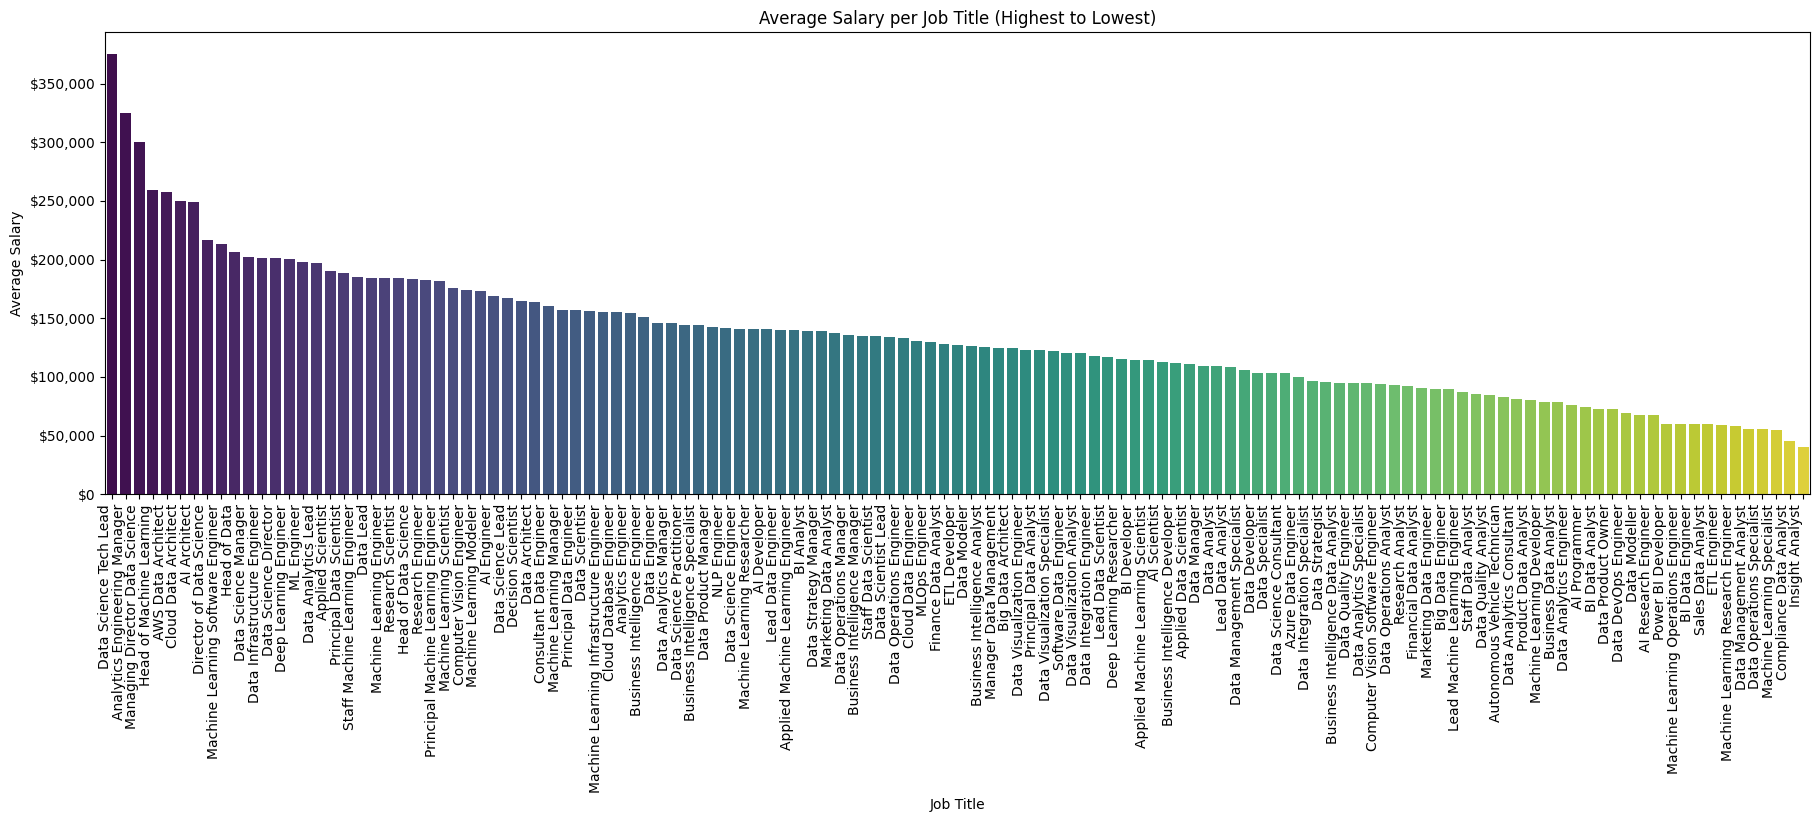 Average Salary per Job Title (Highest to Lowest)
Average Salary
$350,000
$300,000
$250,000
$200,000
$150,000
$100,000
$50,000
$0
Data Science Tech Lead
Analytics Engineering Manager
Managing Director Data Science
Head of Machine Learning
AWS Data Architect
Cloud Data Architect
AI Architect
Director of Data Science
Machine Learning Software Engineer
Head of Data
Data Science Manager
Data Infrastructure Engineer
Data Science Director
Deep Learning Engineer
ML Engineer
Data Analytics Lead
Applied Scientist
Principal Data Scientist
Staff Machine Learning Engineer
Data Lead
Machine Learning Engineer
Research Scientist
Head of Data Science
Research Engineer
Principal Machine Learning Engineer
Machine Learning Scientist
Computer Vision Engineer
Machine Learning Modeler
AI Engineer
Data Science Lead
Decision Scientist
Data Architect
Consultant Data Engineer
Machine Learning Manager
Principal Data Engineer
Data Scientist
Machine Learning Infrastructure Engineer
Cloud Database Engineer
Analytics Engineer
Business Intelligence Engineer
Data Engineer
Data Analytics Manager
Data Science Practitioner
Business Intelligence Specialist
Data Product Manager
NLP Engineer
Data Science Engineer
Machine Learning Researcher
AI Developer
Lead Data Engineer
Applied Machine Learning Engineer
BI Analyst
Data Strategy Manager
Marketing Data Analyst
Data Operations Manager
Business Intelligence Manager
Staff Data Scientist
Data Scientist Lead
Data Operations Engineer
Cloud Data Engineer
MLOps Engineer
Finance Data Analyst
ETL Developer
Data Modeler
Business Intelligence Analyst
Manager Data Management
Big Data Architect
Data Visualization Engineer
Principal Data Analyst
Data Visualization Specialist
Software Data Engineer
Data Visualization Analyst
Data Integration Engineer
Lead Data Scientist
Deep Learning Researcher
BI Developer
Applied Machine Learning Scientist
AI Scientist
Business Intelligence Developer
Applied Data Scientist
Data Manager
Data Analyst
Lead Data Analyst
Data Management Specialist
Data Developer
Data Specialist
Data Science Consultant
Azure Data Engineer
Data Integration Specialist
Data Strategist
Business Intelligence Data Analyst
Data Quality Engineer
Data Analytics Specialist
Computer Vision Software Engineer
Data Operations Analyst
Research Analyst
Financial Data Analyst
Marketing Data Engineer
Big Data Engineer
Lead Machine Learning Engineer
Staff Data Analyst
Data Quality Analyst
Autonomous Vehicle Technician
Data Analytics Consultant
Product Data Analyst
Machine Learning Developer
Business Data Analyst
Data Analytics Engineer
AI Programmer
BI Data Analyst
Data Product Owner
Data DevOps Engineer
Data Modeller
AI Research Engineer
Power BI Developer
Machine Learning Operations Engineer
BI Data Engineer
Sales Data Analyst
ETL Engineer
Machine Learning Research Engineer
Data Management Analyst
Data Operations Specialist
Machine Learning Specialist
Compliance Data Analyst
Insight Analyst
Job Title